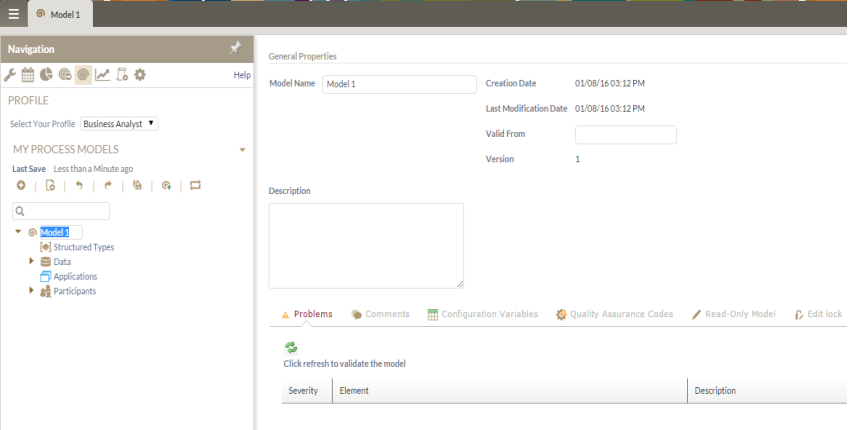 Model 1
Navigation
Help
PROFILE
Select Your Profile Business Analyst
MY PROCESS MODELS
Last Save Less than a Minute ago
Model 1
Structured Types
Data
Applications
Participants
General Properties
Model Name Model 1
Creation Date 01/08/16 03:12 PM
Last Modification Date 01/08/16 03:12 PM
Valid From
Version 1
Description
Problems Comments Configuration Variables Quality Assurance Codes Read-Only Model Edit lock
Click refresh to validate the model
Severity Element Description